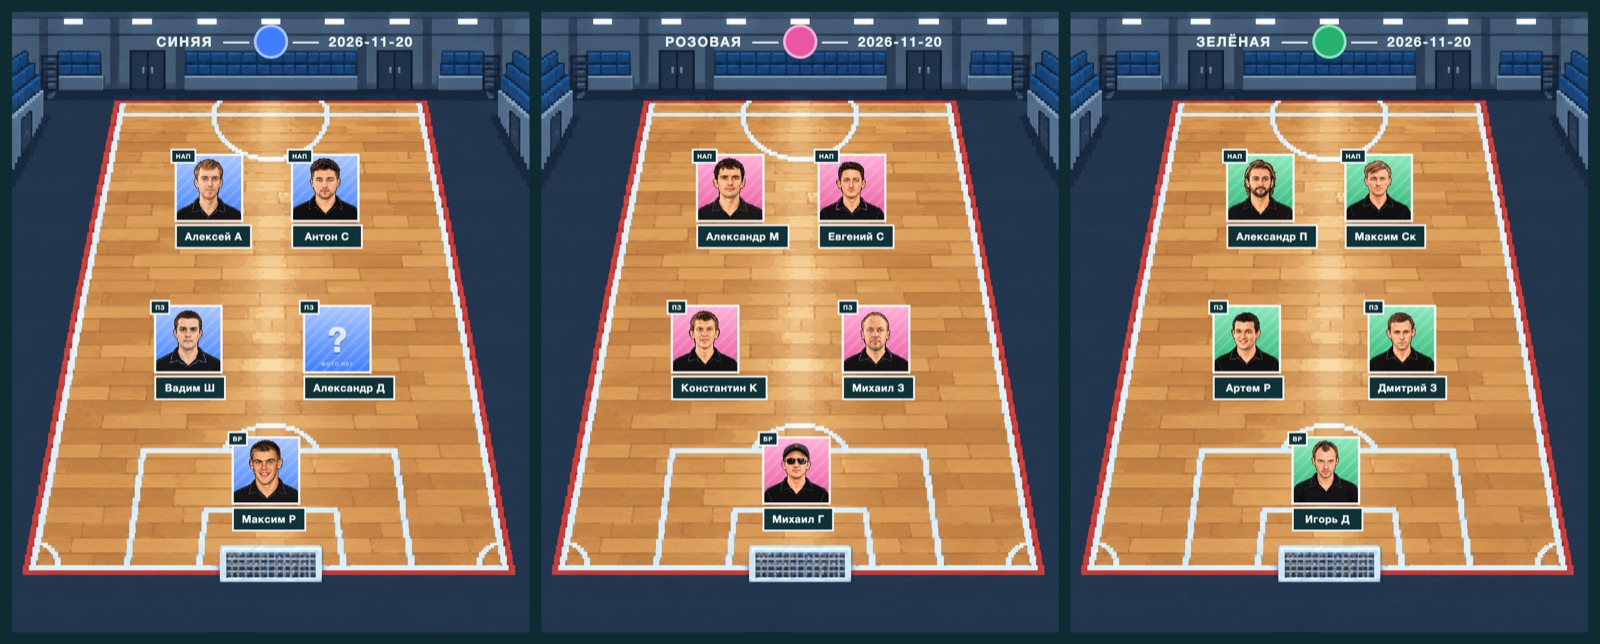 СИНЯЯ 2026-11-20
НАП НАП
Алексей А Антон С
ПЗ ПЗ
?
ФОТО НЕТ
Вадим Ш Александр Д
ВР
Максим Р
РОЗОВАЯ 2026-11-20
НАП НАП
Александр М Евгений С
ПЗ ПЗ
Константин К Михаил З
ВР
Михаил Г
ЗЕЛЁНАЯ 2026-11-20
НАП НАП
Александр П Максим Ск
ПЗ ПЗ
Артем Р Дмитрий З
ВР
Игорь Д